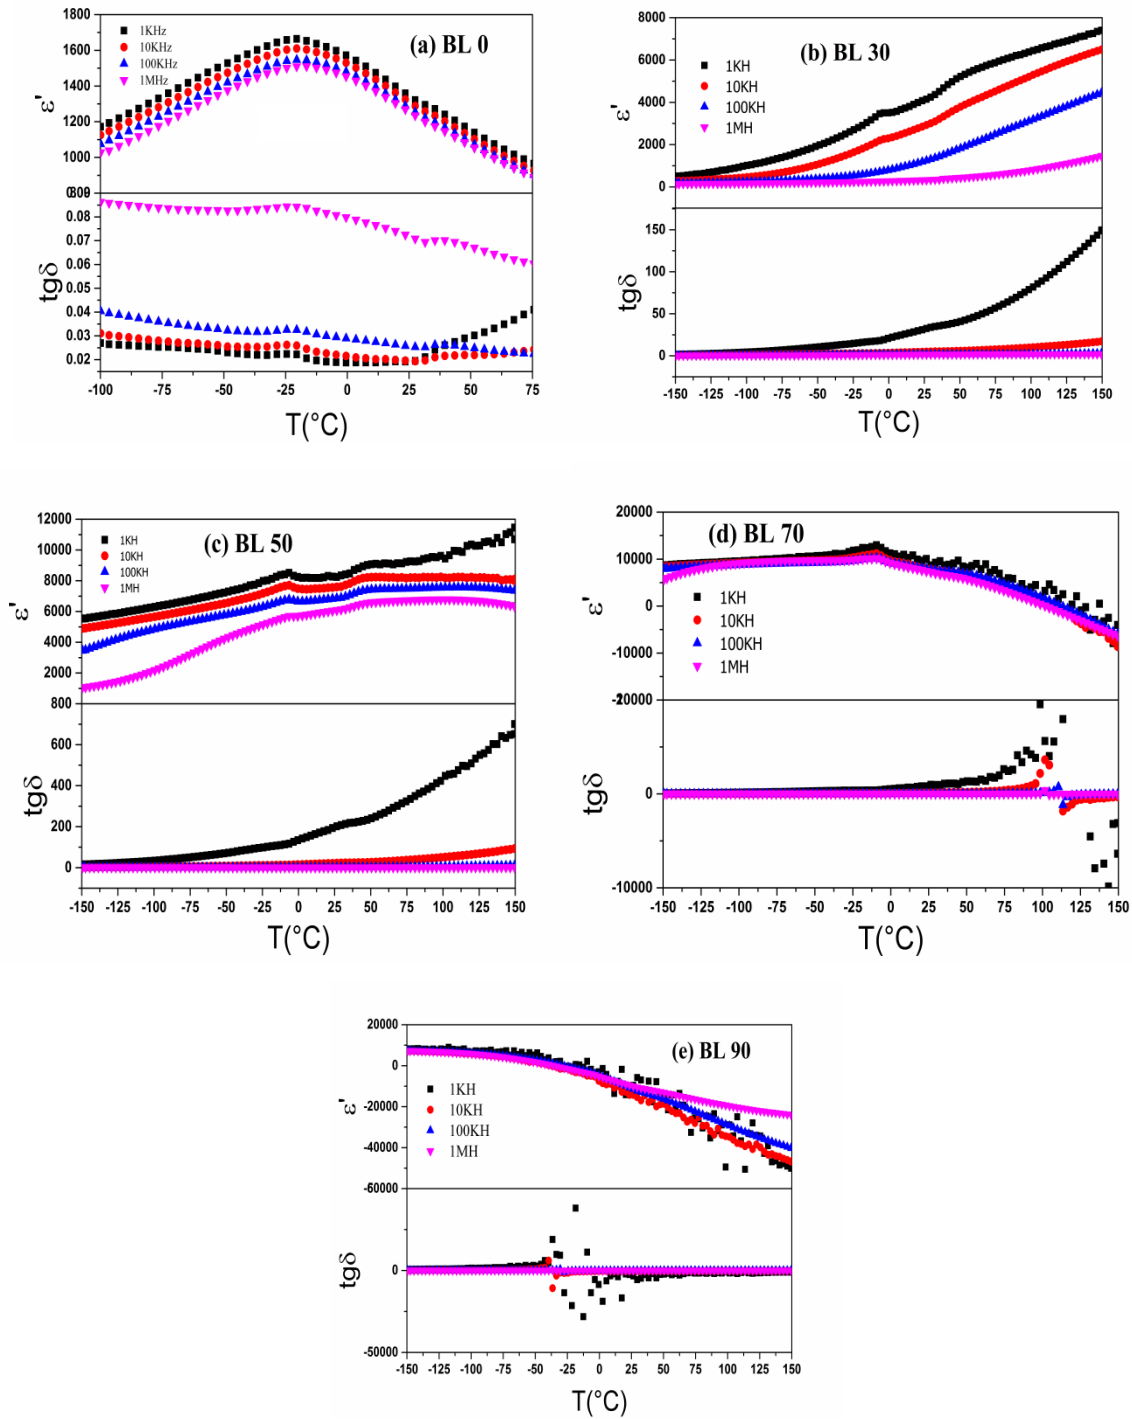 (a) BL 0
1KHz
10KHz
100KHz
1MHz
1800
1600
1400
1200
1000
ε'
0.09
0.08
0.07
0.06
0.05
0.04
0.03
0.02
tgδ
-100 -75 -50 -25 0 25 50 75
T(°C)
(b) BL 30
1KH
10KH
100KH
1MH
8000
6000
4000
2000
0
ε'
150
100
50
0
tgδ
-150 -125 -100 -75 -50 -25 0 25 50 75 100 125 150
T(°C)
(c) BL 50
1KH
10KH
100KH
1MH
12000
10000
8000
6000
4000
2000
0
ε'
800
600
400
200
0
tgδ
-150 -125 -100 -75 -50 -25 0 25 50 75 100 125 150
T(°C)
(d) BL 70
1KH
10KH
100KH
1MH
20000
10000
0
-10000
-20000
ε'
0
-10000
tgδ
-150 -125 -100 -75 -50 -25 0 25 50 75 100 125 150
T(°C)
(e) BL 90
1KH
10KH
100KH
1MH
20000
0
-20000
-40000
-60000
ε'
0
-50000
tgδ
-150 -125 -100 -75 -50 -25 0 25 50 75 100 125 150
T(°C)